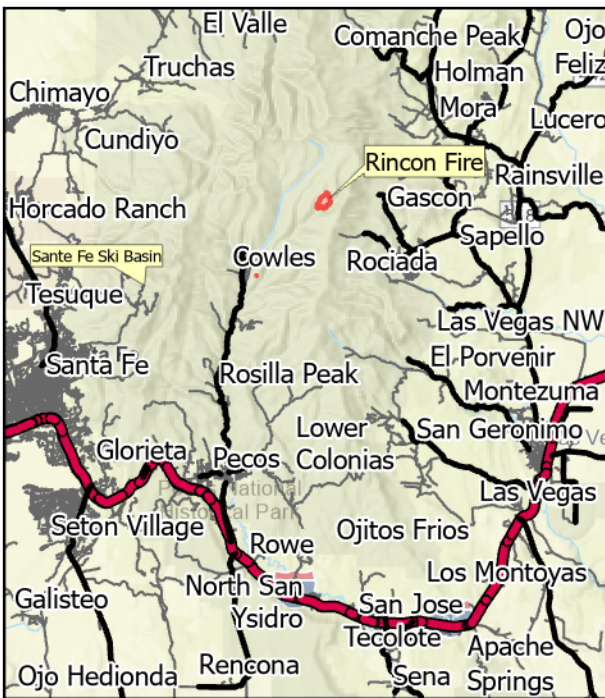 El Valle
Comanche Peak
Ojo
Feliz
Truchas
Holman
Chimayo
Mora
Lucero
Cundiyo
Rincon Fire
Rainsville
Gascon
Horcado Ranch
Sapello
Sante Fe Ski Basin
Cowles
Rociada
Tesuque
Las Vegas NW
El Porvenir
Santa Fe
Rosilla Peak
Montezuma
Lower
Colonias
San Geronimo
Glorieta
Pecos
National
Historical Park
Las Vegas
Seton Village
Ojitos Frios
Rowe
Los Montoyas
North San
Ysidro
Galisteo
San Jose
Tecolote
Apache
Springs
Rencona
Ojo Hedionda
Sena